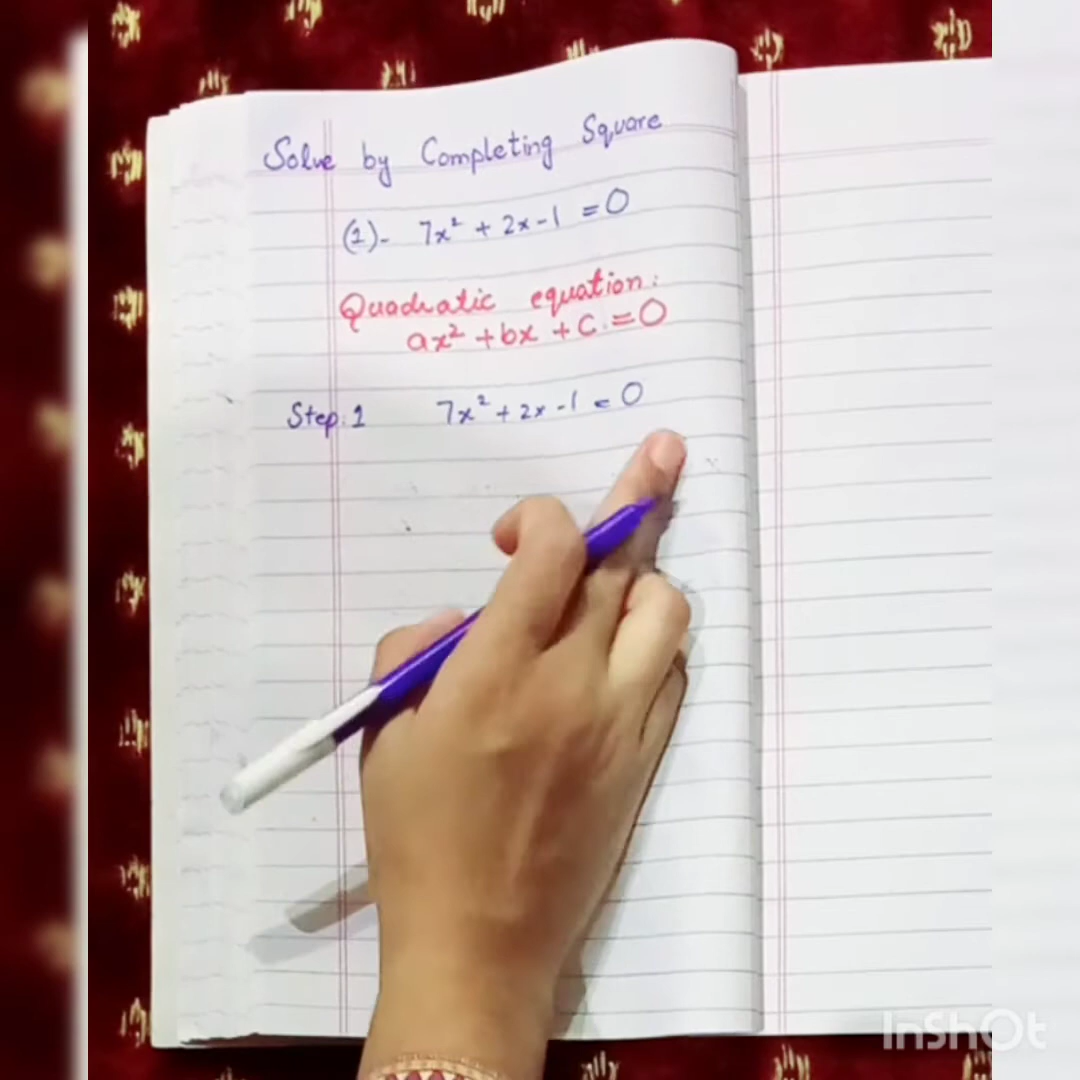 Solve by Completing Square
(1)- 7x² + 2x - 1 = 0
Quadratic equation:
ax² + bx + c = 0
Step: 1 7x² + 2x - 1 = 0
InShOt